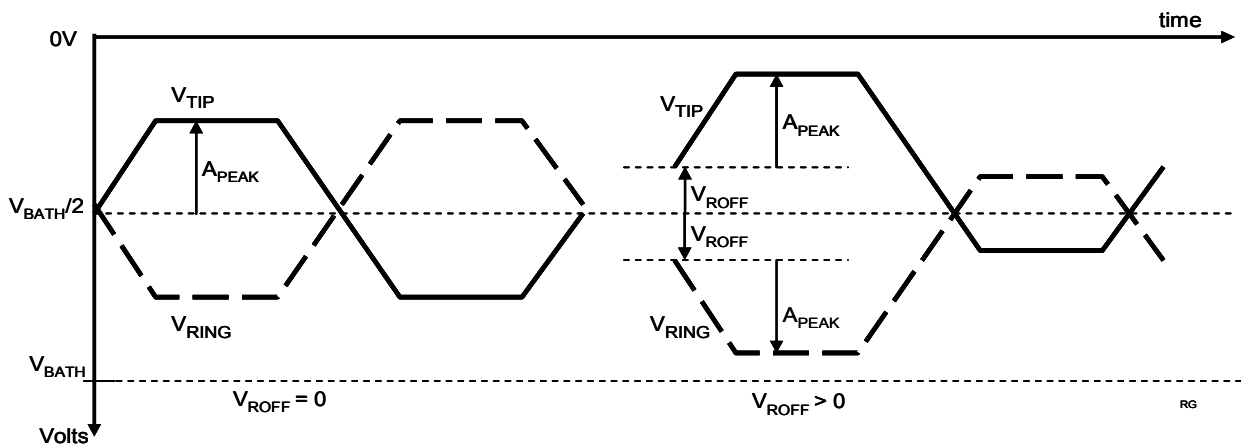 time
0V
VTIP
APEAK
VBATH/2
VRING
VBATH
VROFF = 0
Volts
VTIP
APEAK
VROFF
VROFF
VRING
APEAK
VROFF > 0
RG